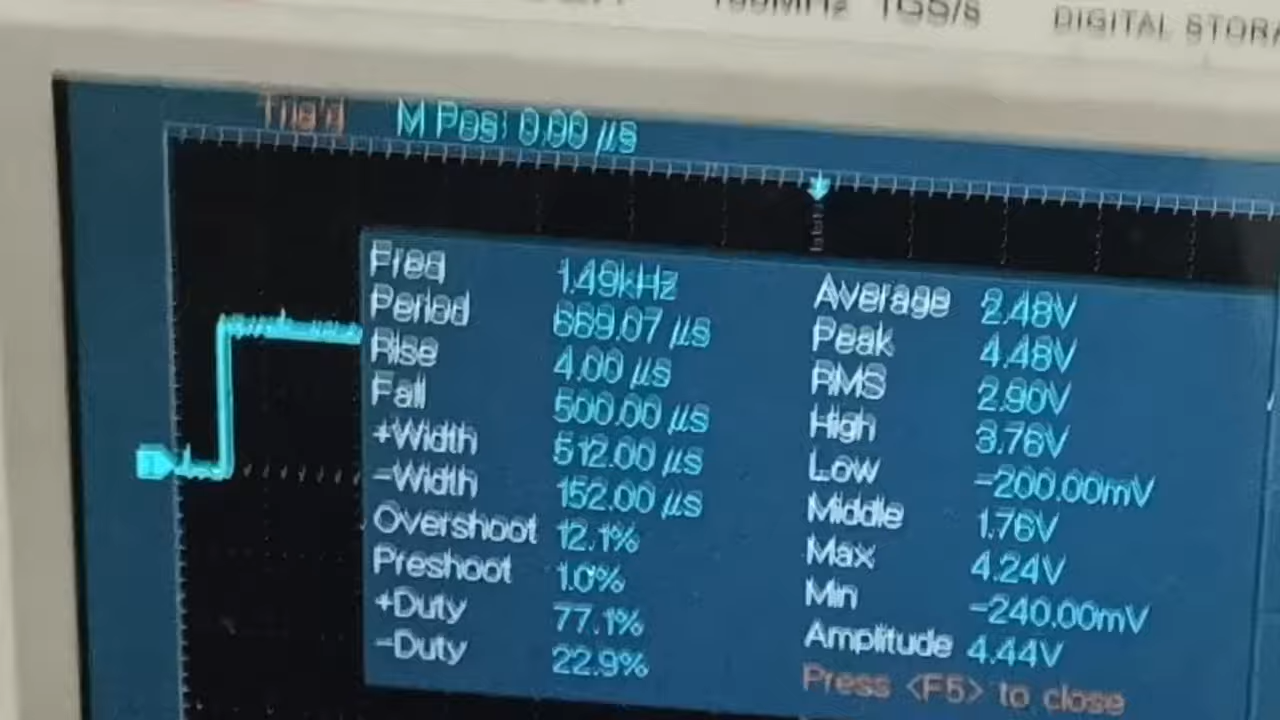 100MHz 1GS/s DIGITAL STORA
Trig'd M Pos: 0.00 μs
Freq 1.49kHz
Period 669.07 μs
Rise 4.00 μs
Fall 500.00 μs
+Width 512.00 μs
-Width 152.00 μs
Overshoot 12.1%
Preshoot 1.0%
+Duty 77.1%
-Duty 22.9%
Average 2.48V
Peak 4.48V
RMS 2.90V
High 3.76V
Low -200.00mV
Middle 1.76V
Max 4.24V
Min -240.00mV
Amplitude 4.44V
Press <F5> to close